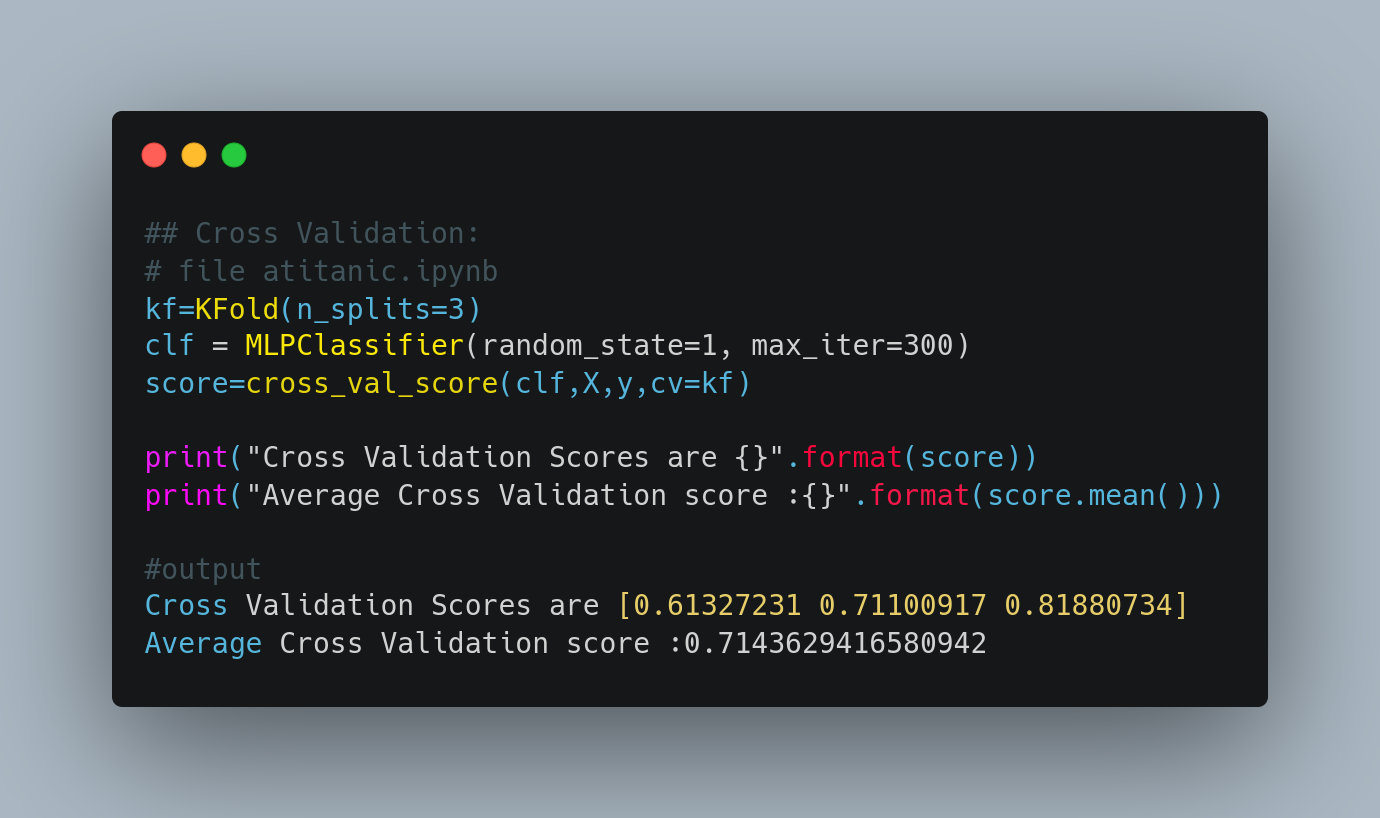 ## Cross Validation:
# file atitanic.ipynb
kf=KFold(n_splits=3)
clf = MLPClassifier(random_state=1, max_iter=300)
score=cross_val_score(clf,X,y,cv=kf)
print("Cross Validation Scores are {}".format(score))
print("Average Cross Validation score :{}".format(score.mean()))
#output
Cross Validation Scores are [0.61327231 0.71100917 0.81880734]
Average Cross Validation score :0.7143629416580942